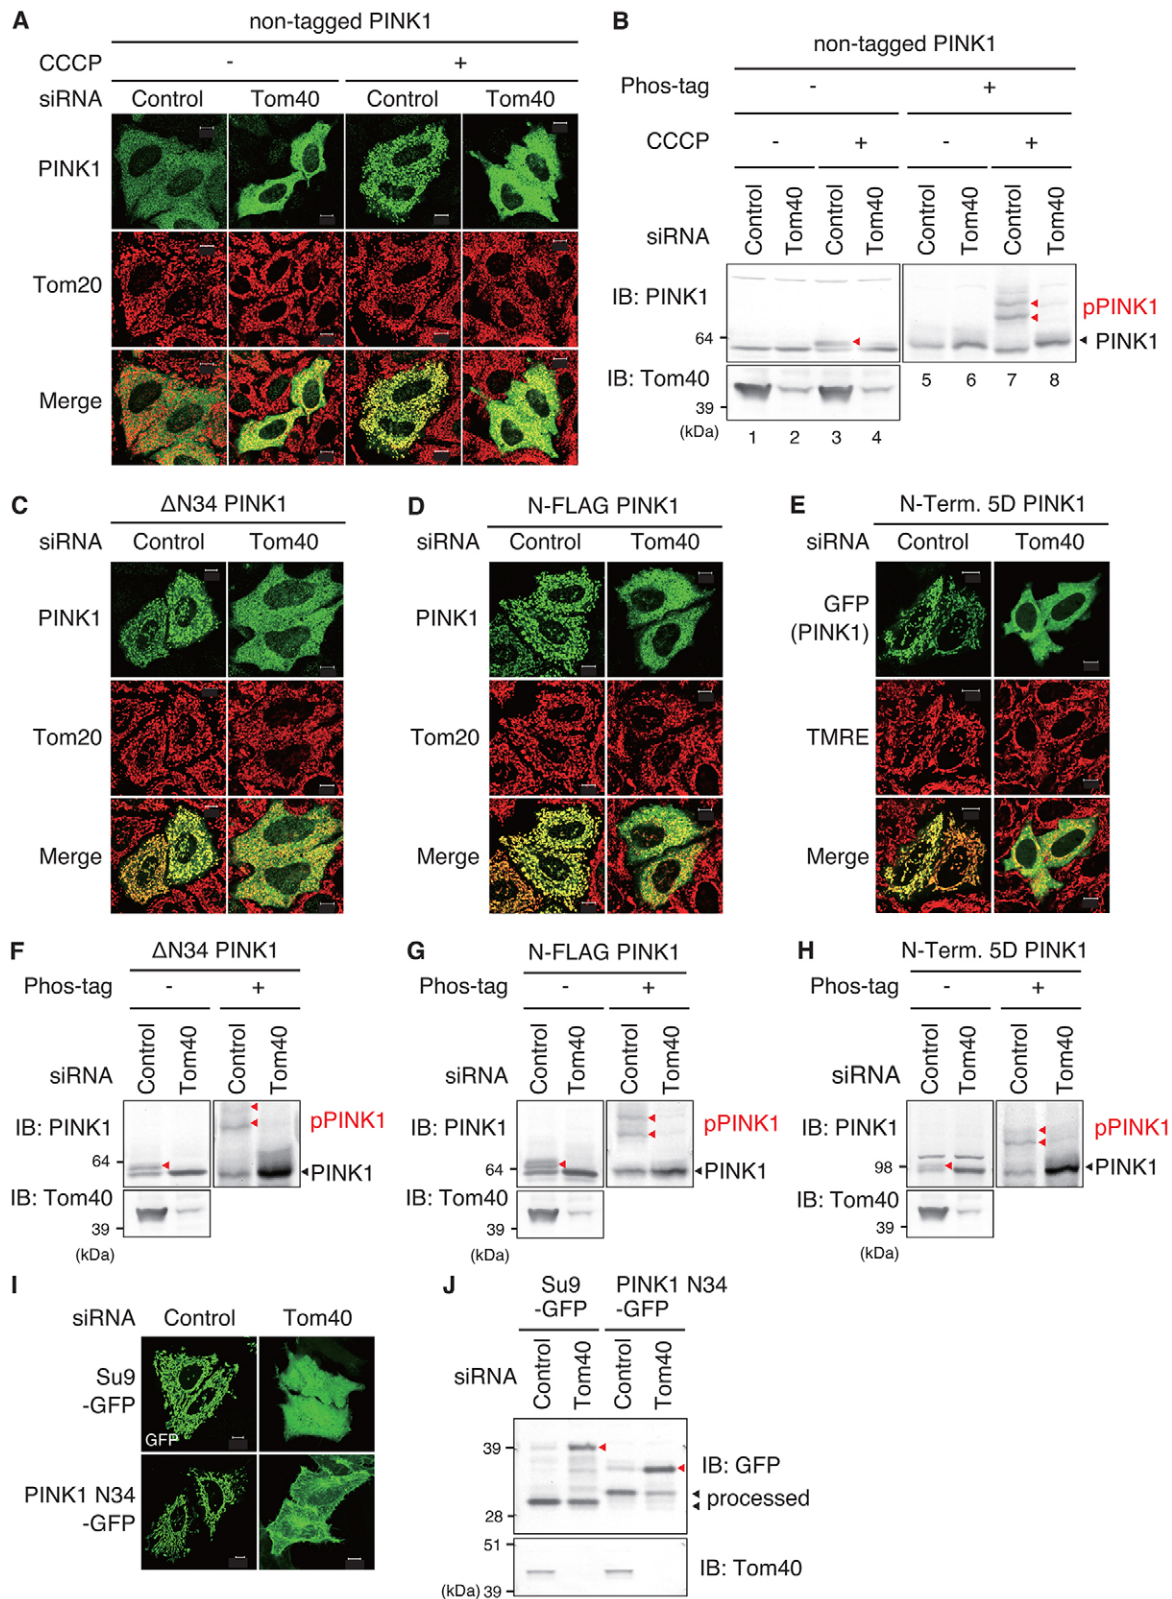 A
non-tagged PINK1
CCCP - +
siRNA Control Tom40 Control Tom40
PINK1
Tom20
Merge
B
non-tagged PINK1
Phos-tag - +
CCCP - + - +
siRNA Control Tom40 Control Tom40 Control Tom40 Control Tom40
IB: PINK1
pPINK1
64
PINK1
IB: Tom40
39
(kDa)
1 2 3 4 5 6 7 8
C
ΔN34 PINK1
siRNA Control Tom40
PINK1
Tom20
Merge
D
N-FLAG PINK1
siRNA Control Tom40
PINK1
Tom20
Merge
E
N-Term. 5D PINK1
siRNA Control Tom40
GFP
(PINK1)
TMRE
Merge
F
ΔN34 PINK1
Phos-tag - +
siRNA Control Tom40 Control Tom40
IB: PINK1
pPINK1
64
PINK1
IB: Tom40
39
(kDa)
G
N-FLAG PINK1
Phos-tag - +
siRNA Control Tom40 Control Tom40
IB: PINK1
pPINK1
64
PINK1
IB: Tom40
39
(kDa)
H
N-Term. 5D PINK1
Phos-tag - +
siRNA Control Tom40 Control Tom40
IB: PINK1
pPINK1
98
PINK1
IB: Tom40
39
(kDa)
I
siRNA Control Tom40
Su9
-GFP
GFP
PINK1 N34
-GFP
J
Su9 PINK1 N34
-GFP -GFP
siRNA Control Tom40 Control Tom40
39
IB: GFP
processed
28
51
IB: Tom40
(kDa) 39